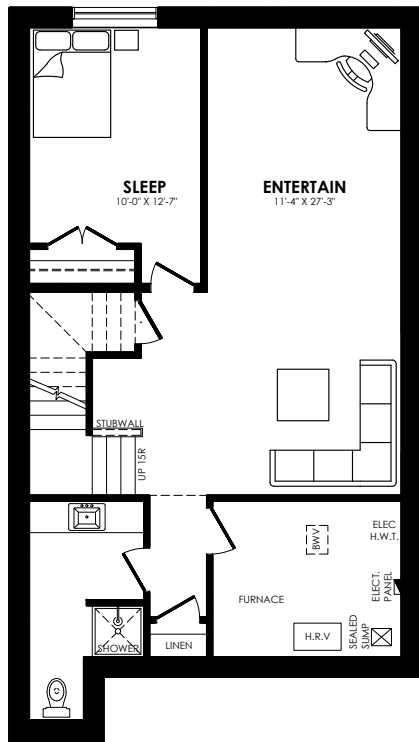 SLEEP
10'-0" X 12'-7"
ENTERTAIN
11'-4" X 27'-3"
STUBWALL
UP 15R
BWV
ELEC
H.W.T.
ELECT.
PANEL
FURNACE
H.R.V
SEALED
SUMP
SHOWER
LINEN